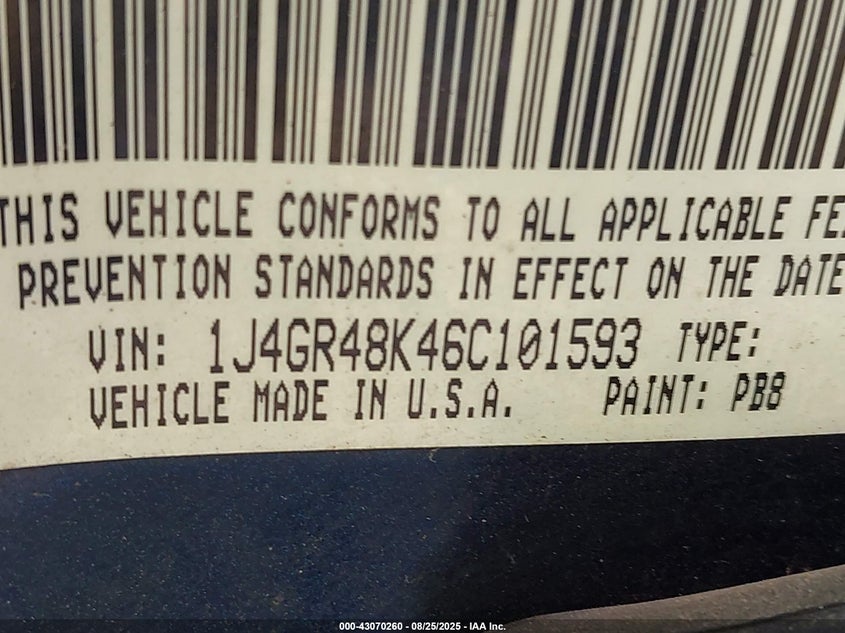 THIS VEHICLE CONFORMS TO ALL APPLICABLE FE
PREVENTION STANDARDS IN EFFECT ON THE DATE
VIN: 1J4GR48K46C101593 TYPE:
VEHICLE MADE IN U.S.A. PAINT: PB8
000-43070260 - 08/25/2025 - IAA Inc.